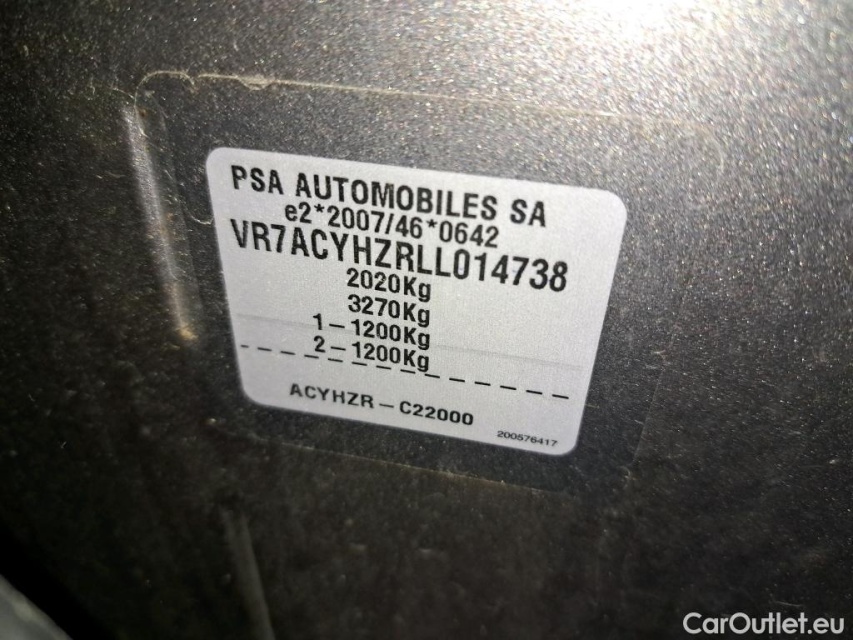 PSA AUTOMOBILES SA
e2*2007/46*0642
VR7ACYHZRLL014738
2020Kg
3270Kg
1-1200Kg
2-1200Kg
ACYHZR-C22000
200576417
CarOutlet.eu